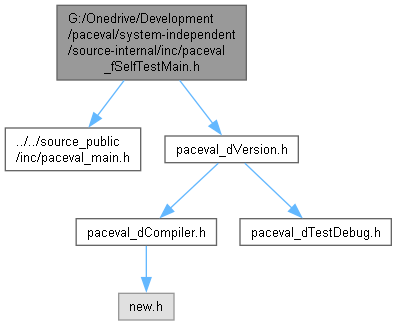 G:/Onedrive/Development
/paceval/system-independent
/source-internal/inc/paceval
_fSelfTestMain.h
../../source_public
/inc/paceval_main.h
paceval_dVersion.h
paceval_dCompiler.h
paceval_dTestDebug.h
new.h